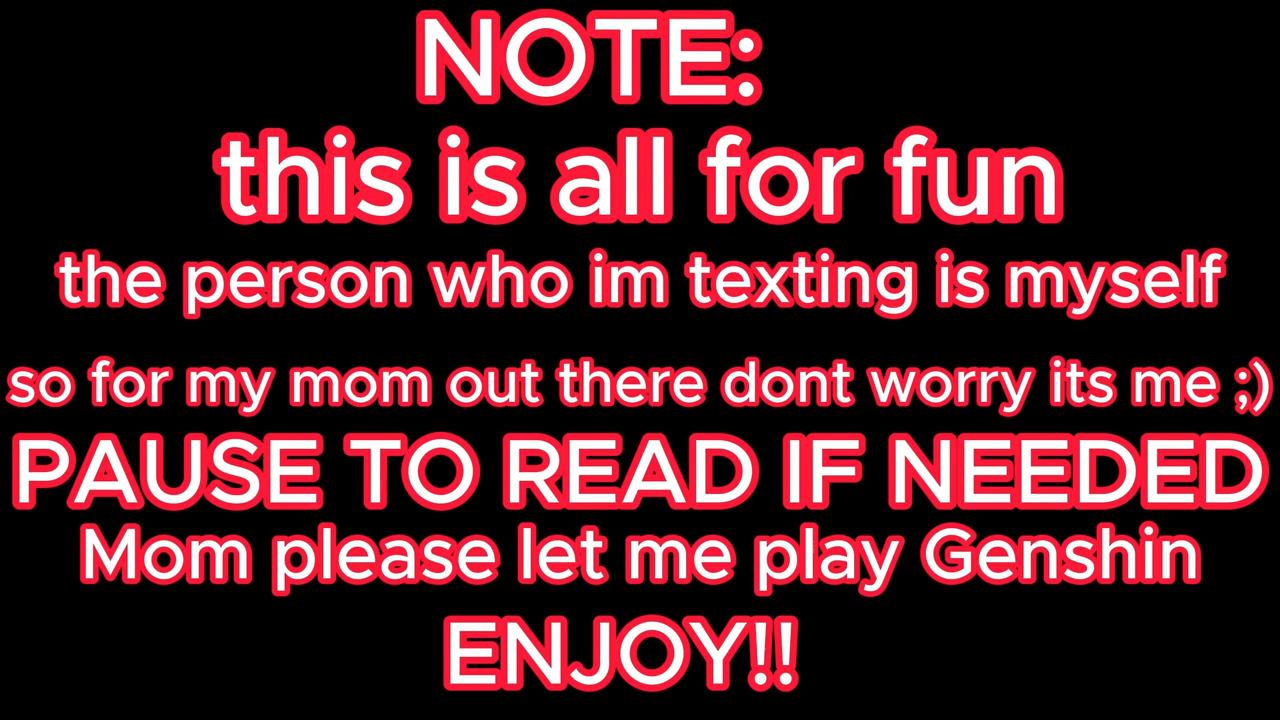 NOTE:
this is all for fun
the person who im texting is myself
so for my mom out there dont worry its me ;)
PAUSE TO READ IF NEEDED
Mom please let me play Genshin
ENJOY!!